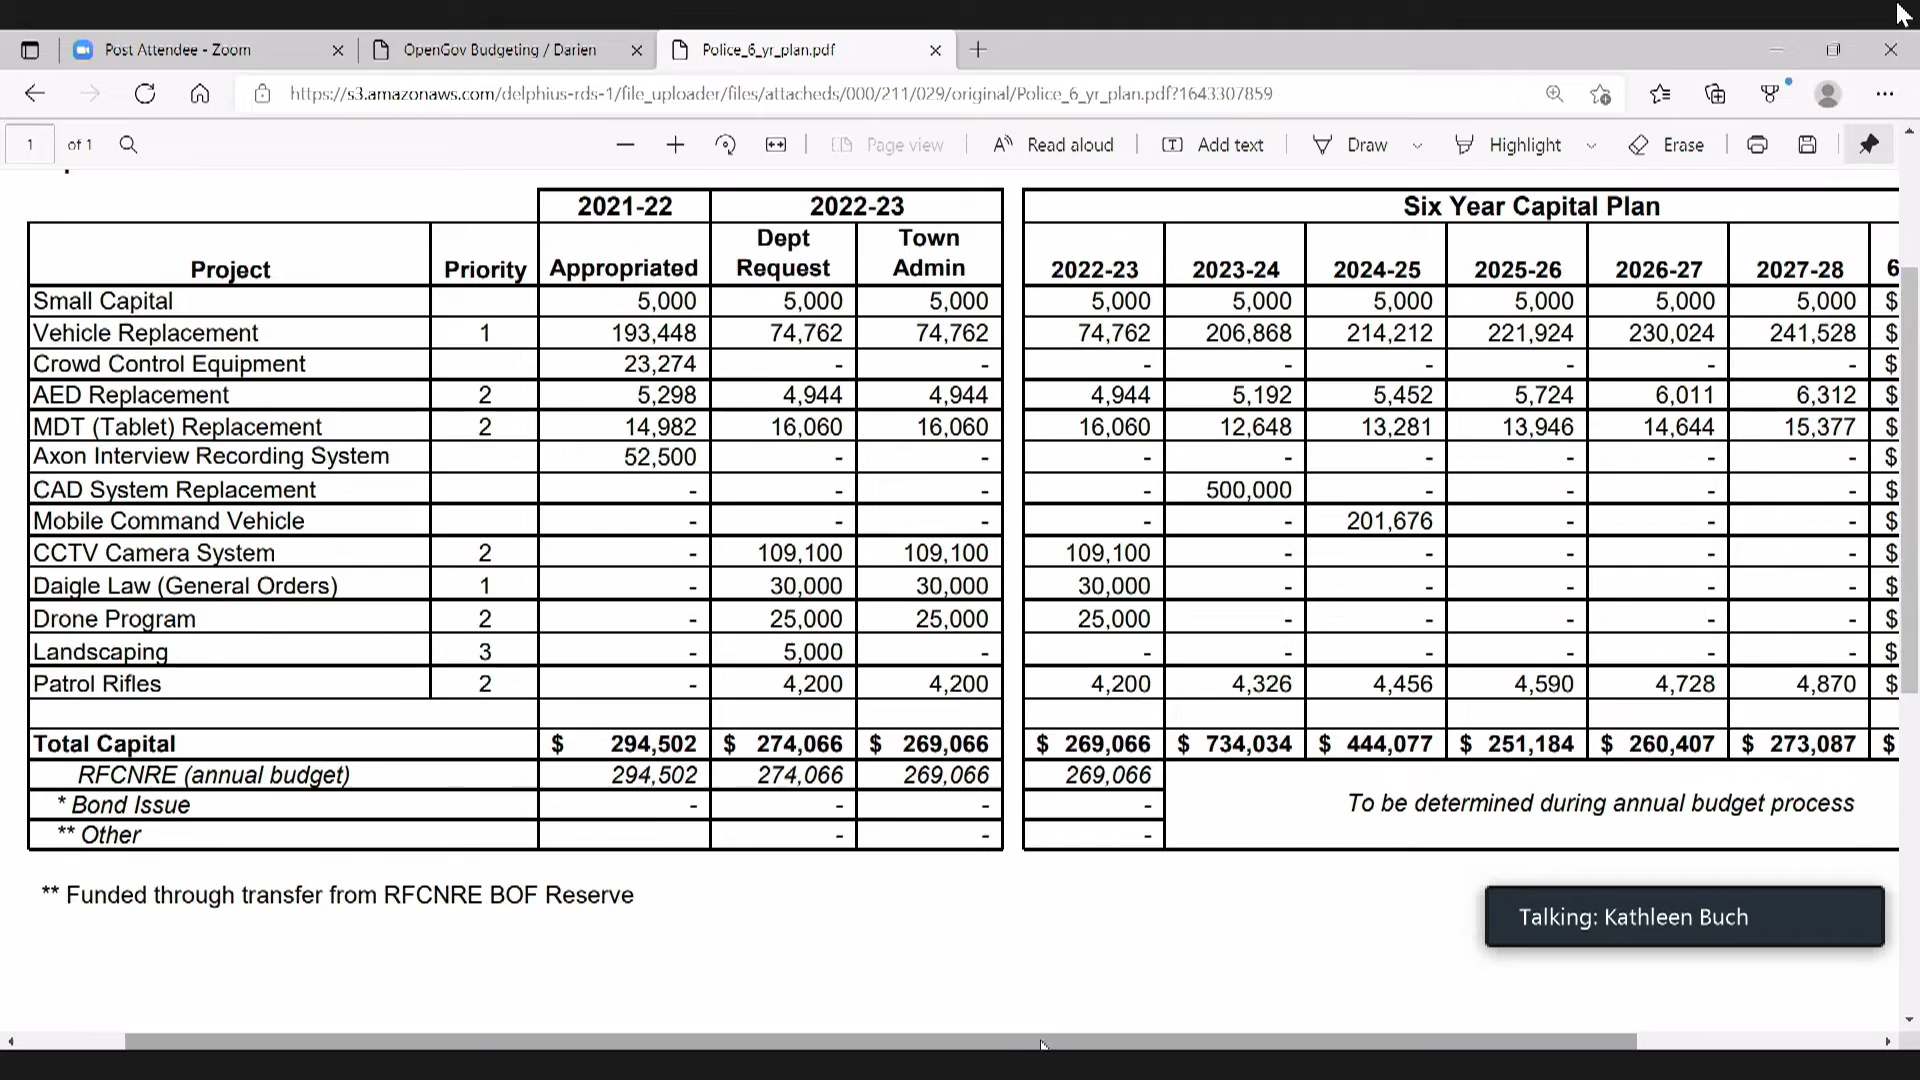 Post Attendee - Zoom
OpenGov Budgeting / Darien
Police_6_yr_plan.pdf
https://s3.amazonaws.com/delphius-rds-1/file_uploader/files/attacheds/000/211/029/original/Police_6_yr_plan.pdf?1643307859
1 of 1 Page view Read aloud Add text Draw Highlight Erase
2021-22 2022-23 Six Year Capital Plan
Project Priority Appropriated Dept Request Town Admin 2022-23 2023-24 2024-25 2025-26 2026-27 2027-28 6
Small Capital 5,000 5,000 5,000 5,000 5,000 5,000 5,000 5,000 5,000 $
Vehicle Replacement 1 193,448 74,762 74,762 74,762 206,868 214,212 221,924 230,024 241,528 $
Crowd Control Equipment 23,274 - - - - - - - - $
AED Replacement 2 5,298 4,944 4,944 4,944 5,192 5,452 5,724 6,011 6,312 $
MDT (Tablet) Replacement 2 14,982 16,060 16,060 16,060 12,648 13,281 13,946 14,644 15,377 $
Axon Interview Recording System 52,500 - - - - - - - - $
CAD System Replacement - - - - 500,000 - - - - $
Mobile Command Vehicle - - - - - 201,676 - - - $
CCTV Camera System 2 - 109,100 109,100 109,100 - - - - - $
Daigle Law (General Orders) 1 - 30,000 30,000 30,000 - - - - - $
Drone Program 2 - 25,000 25,000 25,000 - - - - - $
Landscaping 3 - 5,000 - - - - - - - $
Patrol Rifles 2 - 4,200 4,200 4,200 4,326 4,456 4,590 4,728 4,870 $
Total Capital $ 294,502 $ 274,066 $ 269,066 $ 269,066 $ 734,034 $ 444,077 $ 251,184 $ 260,407 $ 273,087 $
RFCNRE (annual budget) 294,502 274,066 269,066 269,066
* Bond Issue - - - - To be determined during annual budget process
** Other - - -
** Funded through transfer from RFCNRE BOF Reserve
Talking: Kathleen Buch